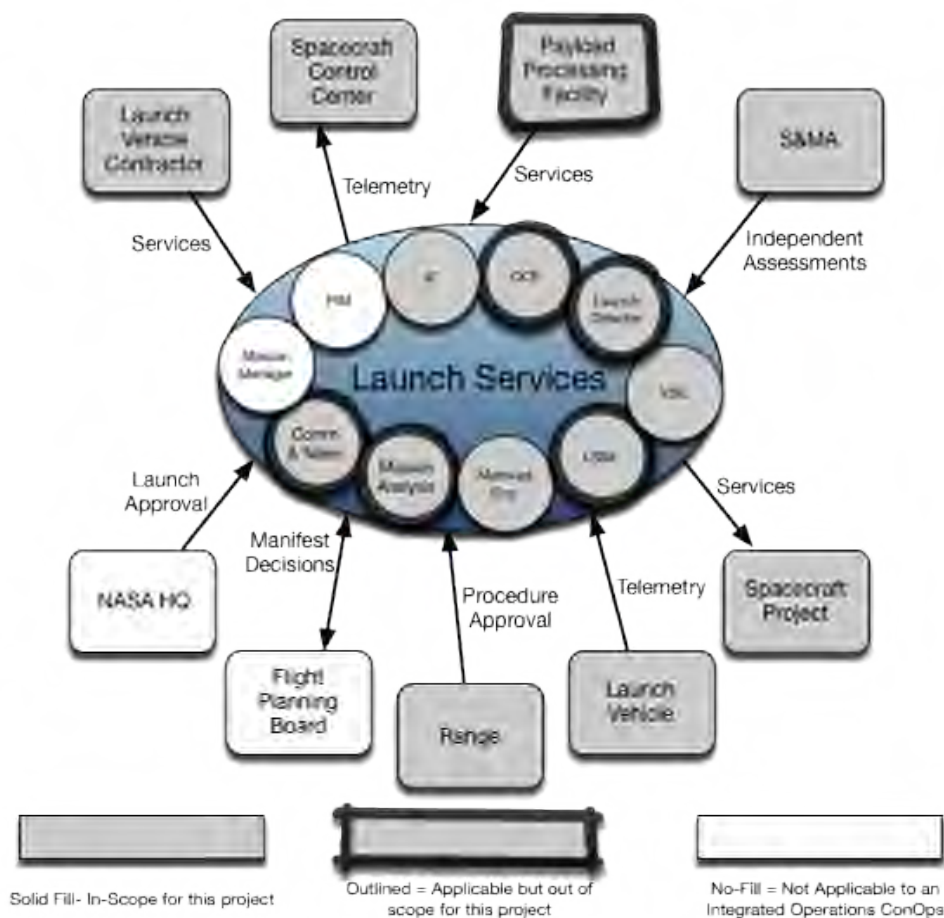 Spacecraft
Control
Center
Payload
Processing
Facility
Launch
Vehicle
Contractor
S&MA
Telemetry
Services
Services
Independent
Assessments
Launch
Director
Mission
Manager
Launch Services
Comm
Mission
Analysis
Launch
Approval
Services
Manifest
Decisions
Procedure
Approval
Telemetry
NASA HQ
Spacecraft
Project
Flight
Planning
Board
Range
Launch
Vehicle
Solid Fill- In-Scope for this project
Outlined = Applicable but out of
scope for this project
No-Fill = Not Applicable to an
Integrated Operations ConOps